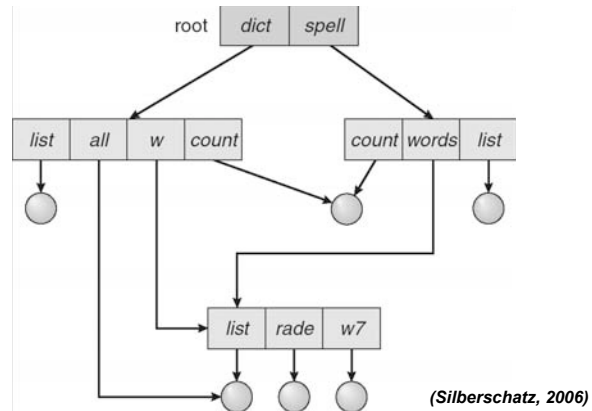 root dict spell
list all w count count words list
list rade w7
(Silberschatz, 2006)